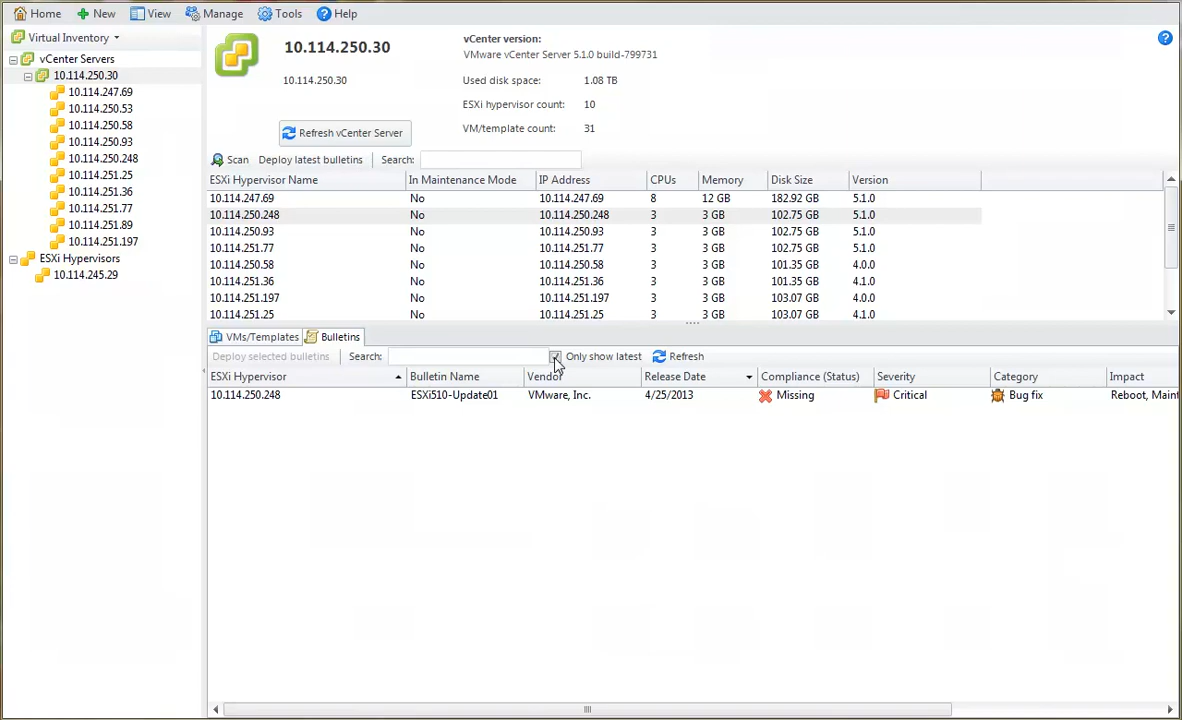 Home New View Manage Tools Help
Virtual Inventory
vCenter Servers
10.114.250.30
10.114.247.69
10.114.250.53
10.114.250.58
10.114.250.93
10.114.250.248
10.114.251.25
10.114.251.36
10.114.251.77
10.114.251.89
10.114.251.197
ESXi Hypervisors
10.114.245.29
10.114.250.30
10.114.250.30
Refresh vCenter Server
vCenter version:
VMware vCenter Server 5.1.0 build-799731
Used disk space: 1.08 TB
ESXi hypervisor count: 10
VM/template count: 31
Scan Deploy latest bulletins Search:
ESXi Hypervisor Name In Maintenance Mode IP Address CPUs Memory Disk Size Version
10.114.247.69 No 10.114.247.69 8 12 GB 182.92 GB 5.1.0
10.114.250.248 No 10.114.250.248 3 3 GB 102.75 GB 5.1.0
10.114.250.93 No 10.114.250.93 3 3 GB 102.75 GB 5.1.0
10.114.251.77 No 10.114.251.77 3 3 GB 102.75 GB 5.1.0
10.114.250.58 No 10.114.250.58 3 3 GB 101.35 GB 4.0.0
10.114.251.36 No 10.114.251.36 3 3 GB 101.35 GB 4.1.0
10.114.251.197 No 10.114.251.197 3 3 GB 103.07 GB 4.0.0
10.114.251.25 No 10.114.251.25 3 3 GB 103.07 GB 4.1.0
VMs/Templates Bulletins
Deploy selected bulletins Search: Only show latest Refresh
ESXi Hypervisor Bulletin Name Vendor Release Date Compliance (Status) Severity Category Impact
10.114.250.248 ESXi510-Update01 VMware, Inc. 4/25/2013 Missing Critical Bug fix Reboot,